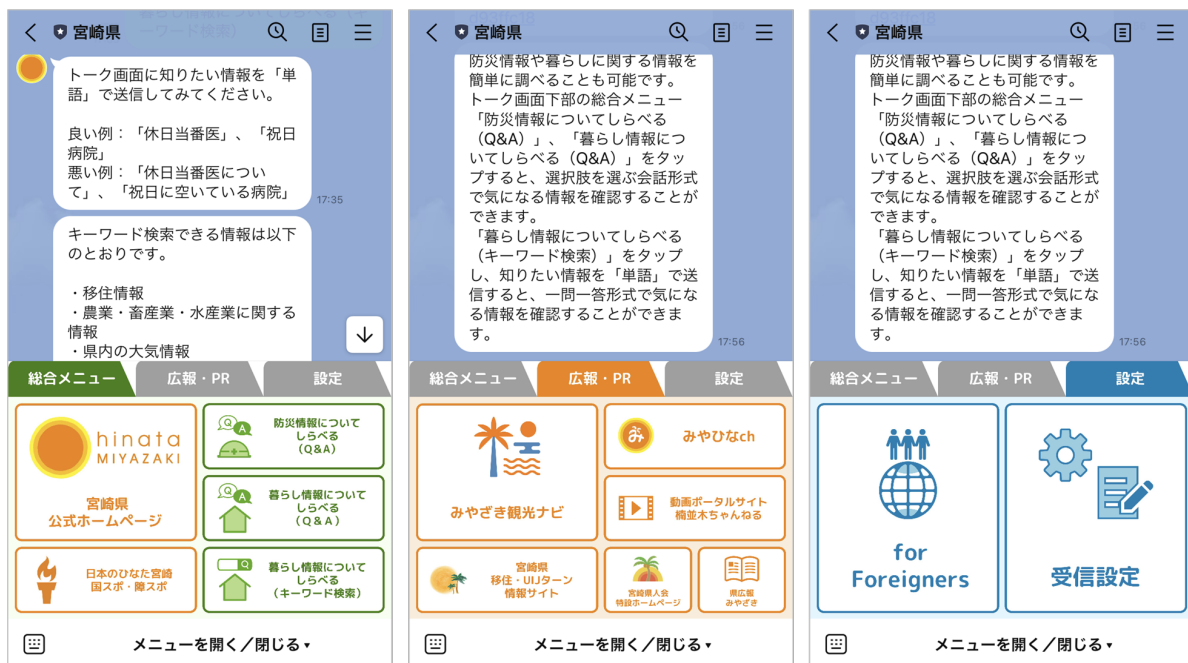 宮崎県
トーク画面に知りたい情報を「単
語」で送信してみてください。
良い例：「休日当番医」、「祝日
病院」
悪い例：「休日当番医につい
て」、「祝日に空いている病院」
17:35
キーワード検索できる情報は以下
のとおりです。
・移住情報
・農業・畜産業・水産業に関する
情報
・県内の大気情報
総合メニュー
広報・PR
設定
hinata
MIYAZAKI
宮崎県
公式ホームページ
Q
A
防災情報について
しらべる
（Q&A）
Q
A
暮らし情報について
しらべる
（Q&A）
日本のひなた宮崎
国スポ・障スポ
暮らし情報について
しらべる
（キーワード検索）
メニューを開く／閉じる▾
宮崎県
防災情報や暮らしに関する情報を
簡単に調べることも可能です。
トーク画面下部の総合メニュー
「防災情報についてしらべる
（Q&A）」、「暮らし情報につ
いてしらべる（Q&A）」をタッ
プすると、選択肢を選ぶ会話形式
で気になる情報を確認することが
できます。
「暮らし情報についてしらべる
（キーワード検索）」をタップ
し、知りたい情報を「単語」で送
信すると、一問一答形式で気にな
る情報を確認することができま
す。
17:56
総合メニュー
広報・PR
設定
みやざき観光ナビ
み
みやひなch
動画ポータルサイト
楠並木ちゃんねる
宮崎県
移住・UIJターン
情報サイト
宮崎県人会
特設ホームページ
県広報
みやざき
メニューを開く／閉じる▾
宮崎県
防災情報や暮らしに関する情報を
簡単に調べることも可能です。
トーク画面下部の総合メニュー
「防災情報についてしらべる
（Q&A）」、「暮らし情報につ
いてしらべる（Q&A）」をタッ
プすると、選択肢を選ぶ会話形式
で気になる情報を確認することが
できます。
「暮らし情報についてしらべる
（キーワード検索）」をタップ
し、知りたい情報を「単語」で送
信すると、一問一答形式で気にな
る情報を確認することができま
す。
17:56
総合メニュー
広報・PR
設定
for
Foreigners
受信設定
メニューを開く／閉じる▾